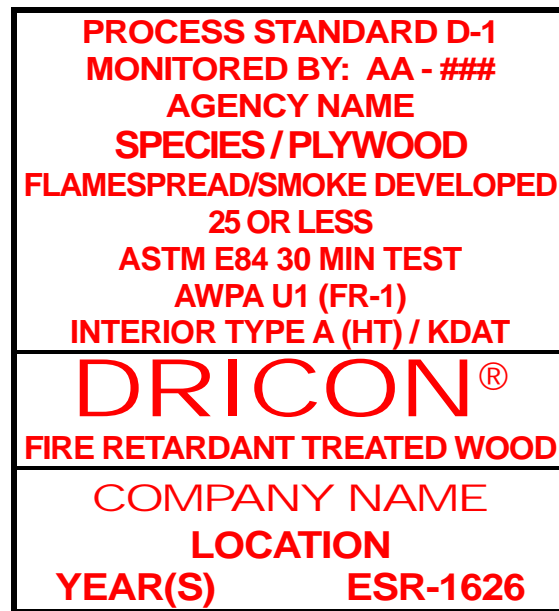 PROCESS STANDARD D-1
MONITORED BY: AA - ###
AGENCY NAME
SPECIES / PLYWOOD
FLAMESPREAD/SMOKE DEVELOPED
25 OR LESS
ASTM E84 30 MIN TEST
AWPA U1 (FR-1)
INTERIOR TYPE A (HT) / KDAT
DRICON®
FIRE RETARDANT TREATED WOOD
COMPANY NAME
LOCATION
YEAR(S) ESR-1626